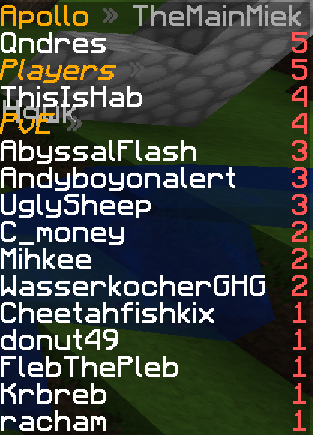 Apollo » TheMainMiek
Qndres 5
Players » 5
ThisIsHab 4
PvE » 4
AbyssalFlash 3
Andyboyonalert 3
UglySheep 3
C_money 2
Mihkee 2
WasserkocherGHG 2
Cheetahfishkix 1
donut49 1
FlebThePleb 1
Krbreb 1
racham 1